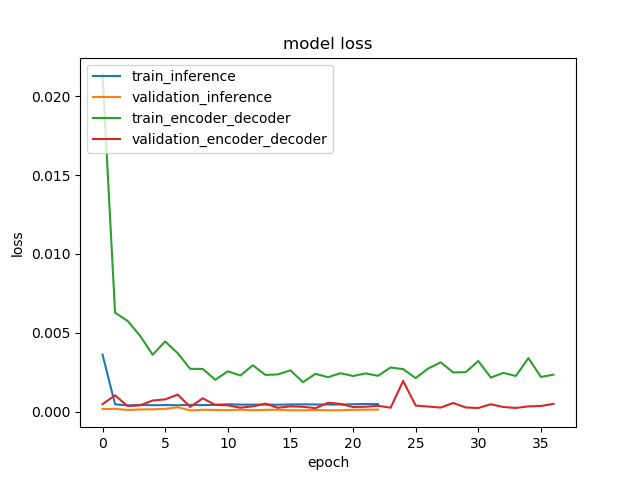 model loss
train_inference
validation_inference
train_encoder_decoder
validation_encoder_decoder
0.020
0.015
0.010
0.005
0.000
loss
0 5 10 15 20 25 30 35
epoch